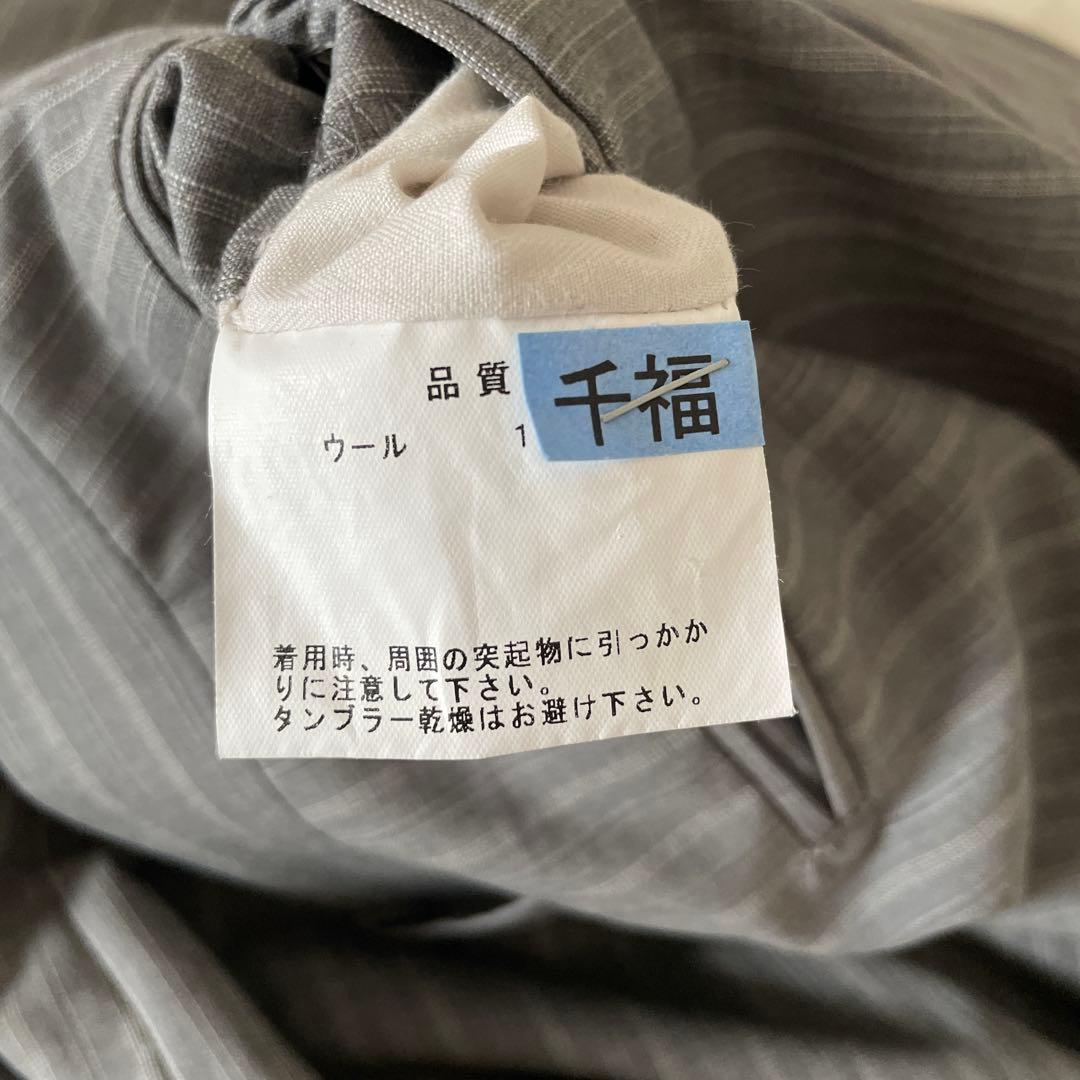 品質
千福
ウール 1
着用時、周囲の突起物に引っかか
りに注意して下さい。
タンブラー乾燥はお避け下さい。